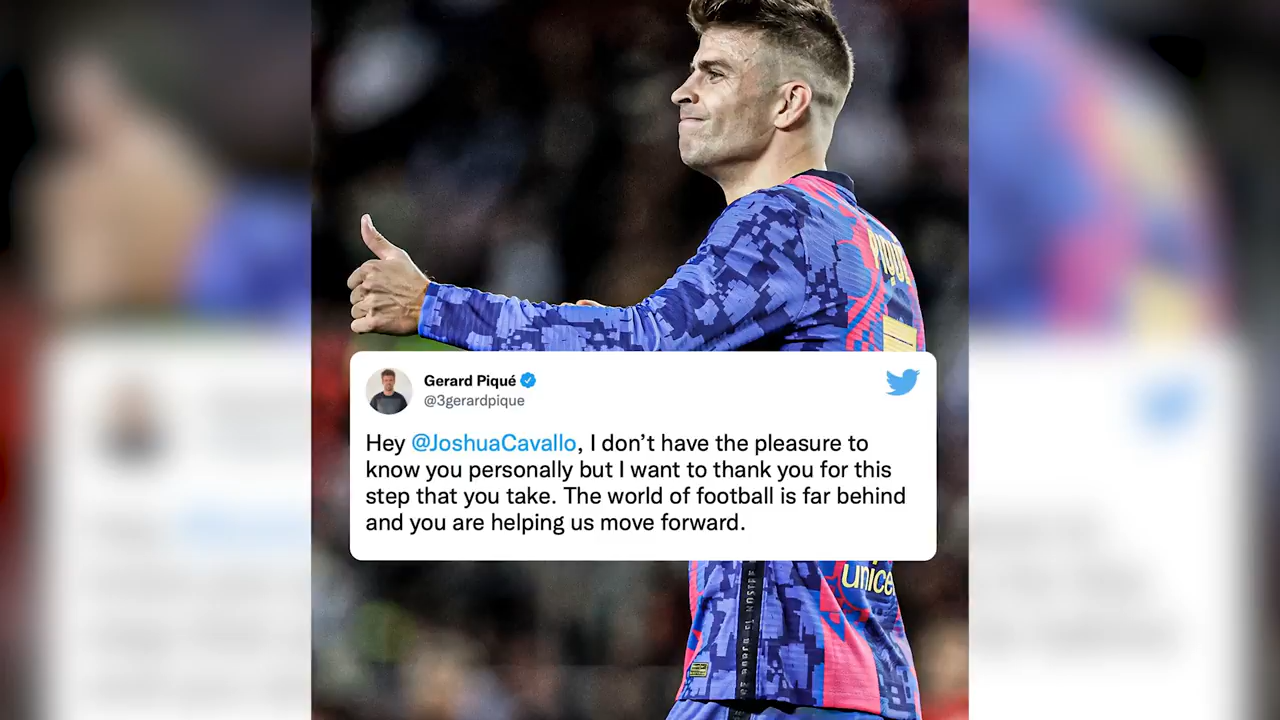 PIQUÉ
Gerard Piqué
@3gerardpique
Hey @JoshuaCavallo, I don’t have the pleasure to
know you personally but I want to thank you for this
step that you take. The world of football is far behind
and you are helping us move forward.
unice